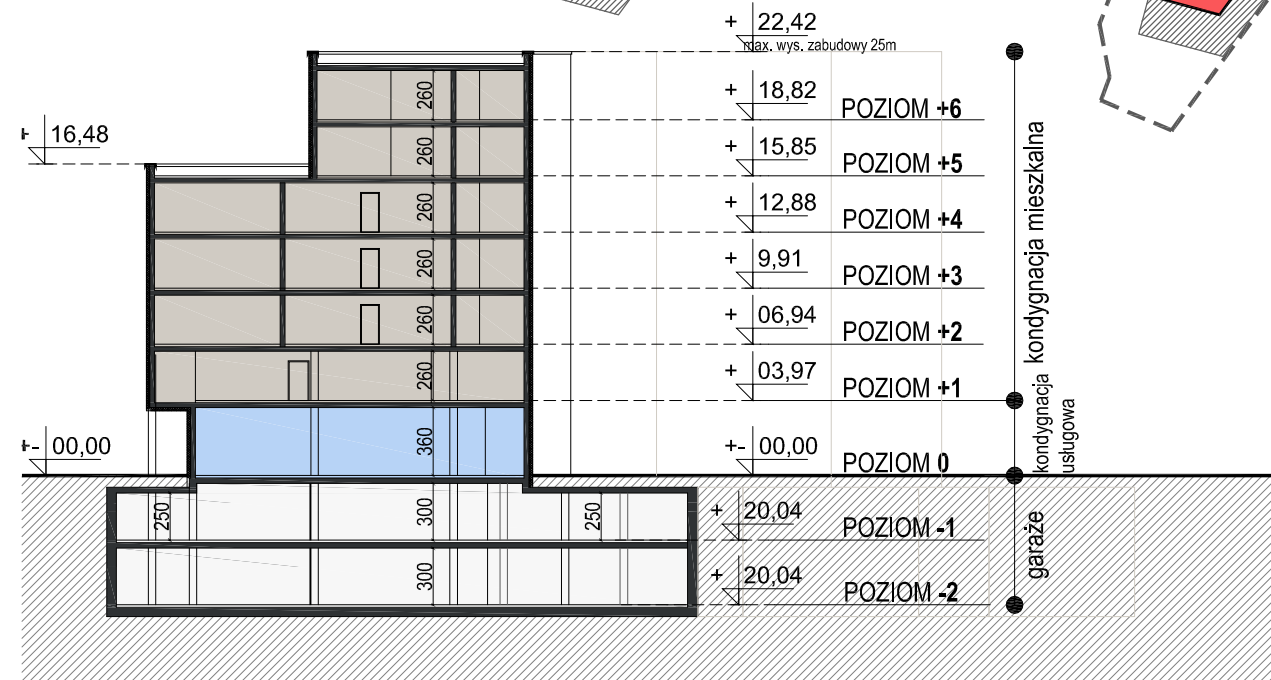 + 22,42
max. wys. zabudowy 25m
+ 18,82 POZIOM +6
260
+ 16,48
+ 15,85 POZIOM +5
260
+ 12,88 POZIOM +4
260
+ 9,91 POZIOM +3
260
+ 06,94 POZIOM +2
260
+ 03,97 POZIOM +1
260
kondygnacja mieszkalna
+- 00,00
360
+- 00,00 POZIOM 0
kondygnacja
usługowa
250
300
250
+ 20,04 POZIOM -1
300
+ 20,04 POZIOM -2
garaże